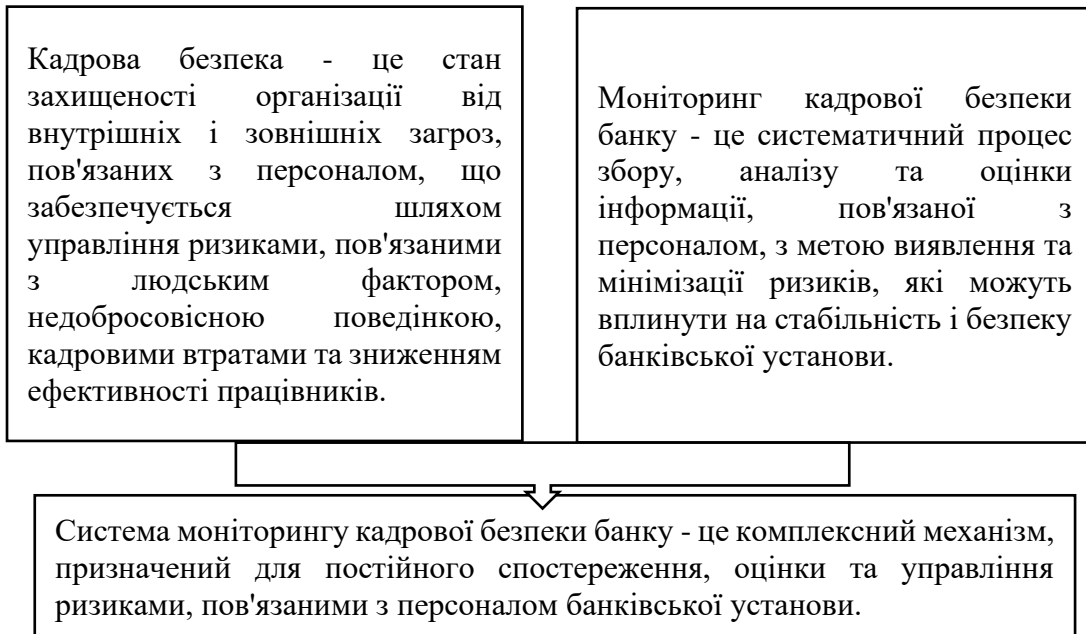 Кадрова безпека - це стан
захищеності організації від
внутрішніх і зовнішніх загроз,
пов'язаних з персоналом, що
забезпечується шляхом
управління ризиками, пов'язаними
з людським фактором,
недобросовісною поведінкою,
кадровими втратами та зниженням
ефективності працівників.
Моніторинг кадрової безпеки
банку - це систематичний процес
збору, аналізу та оцінки
інформації, пов'язаної з
персоналом, з метою виявлення та
мінімізації ризиків, які можуть
вплинути на стабільність і безпеку
банківської установи.
Система моніторингу кадрової безпеки банку - це комплексний механізм,
призначений для постійного спостереження, оцінки та управління
ризиками, пов'язаними з персоналом банківської установи.